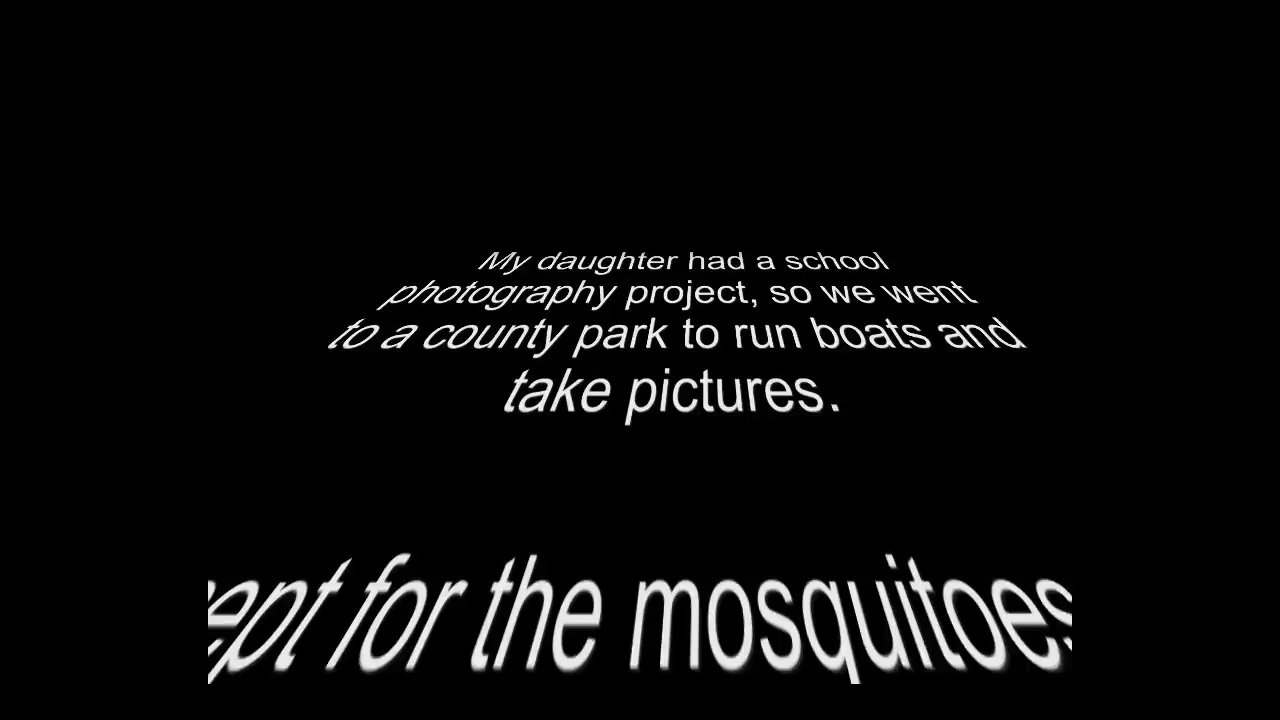 My daughter had a school
photography project, so we went
to a county park to run boats and
take pictures.
for the mosquitoes